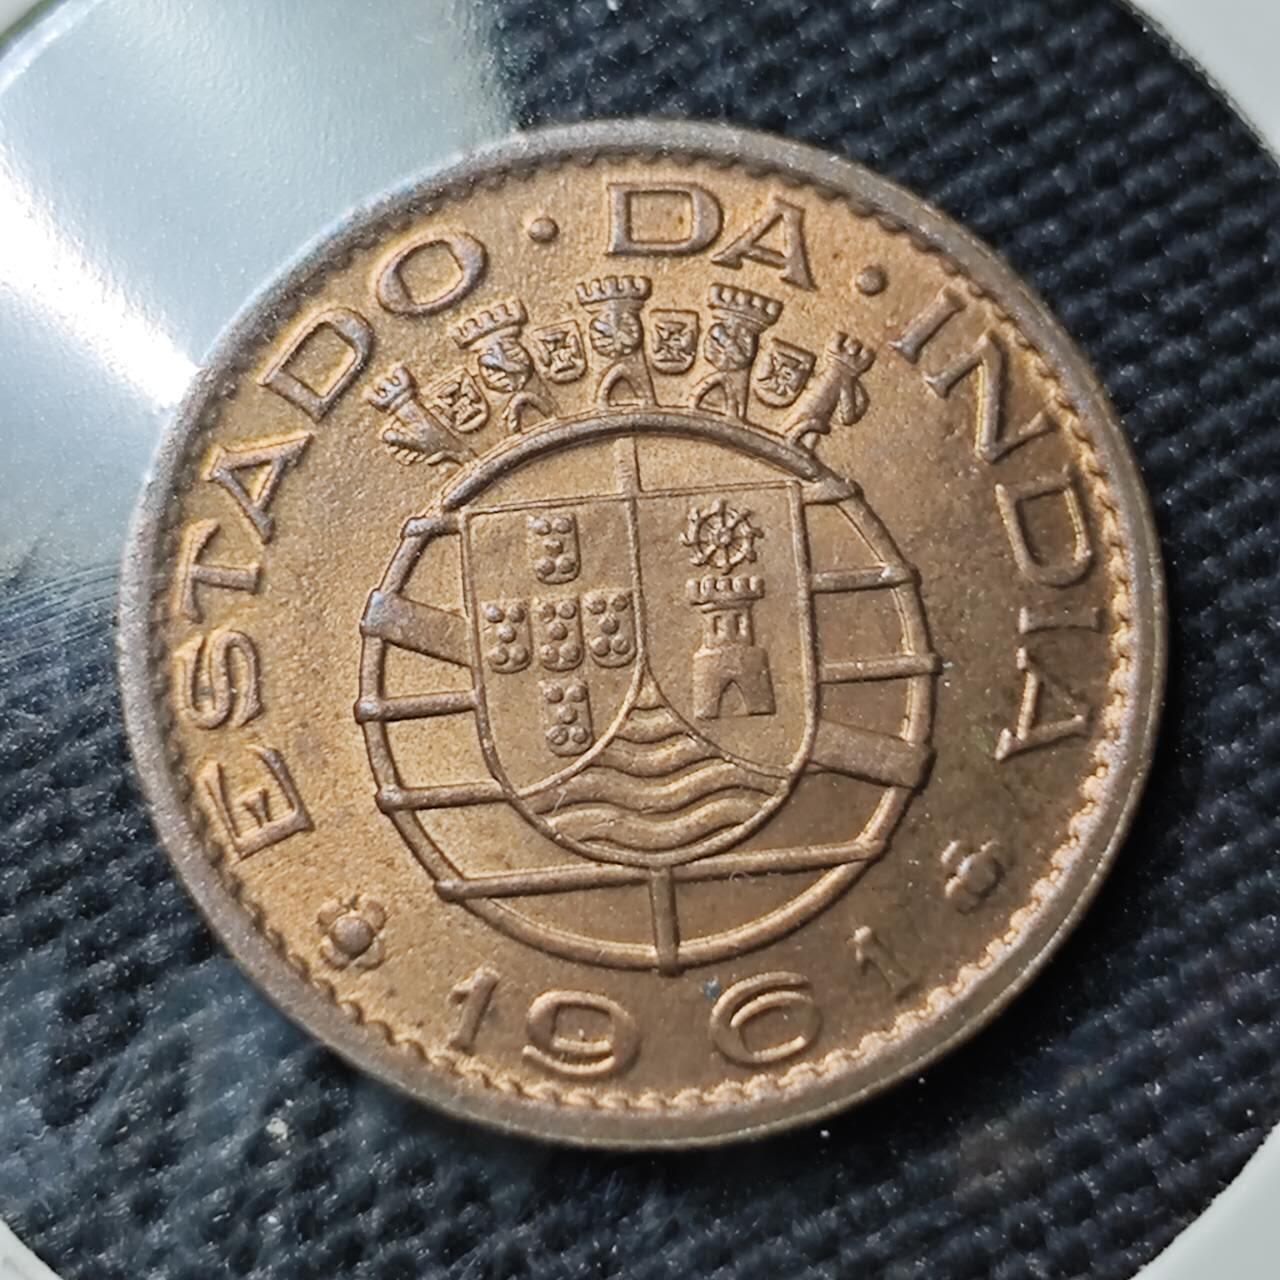 ESTADO · DA · INDIA
1961